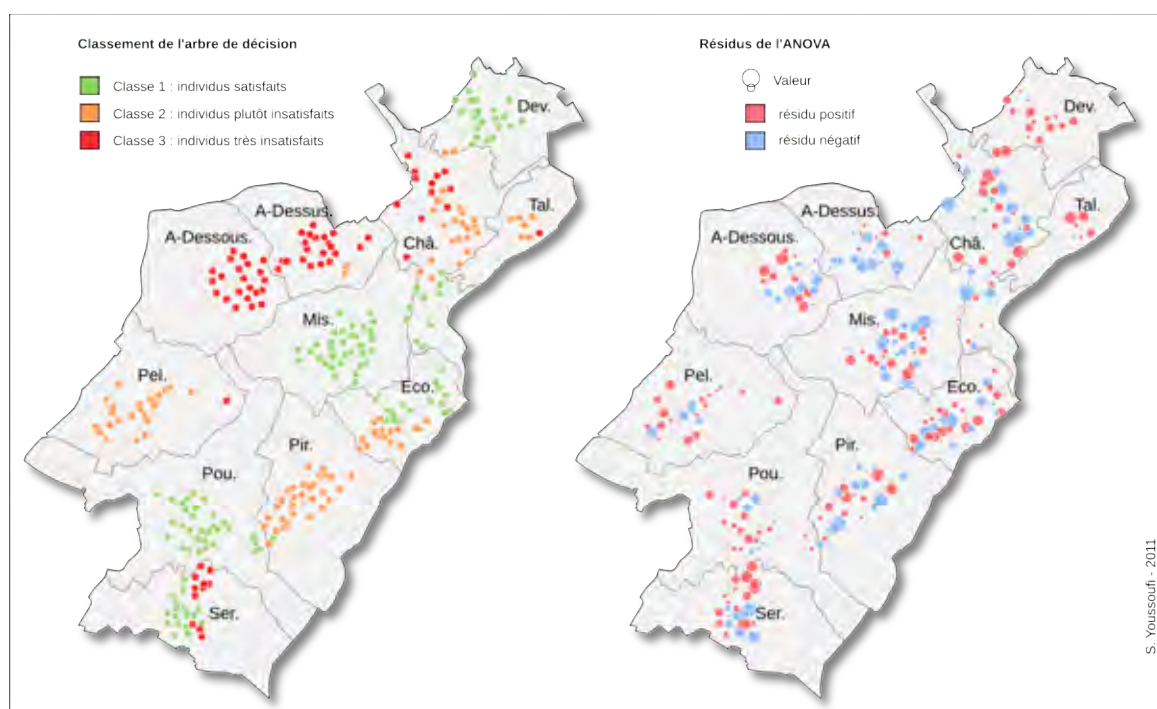 Classement de l'arbre de décision
Classe 1 : individus satisfaits
Classe 2 : individus plutôt insatisfaits
Classe 3 : individus très insatisfaits
Dev.
Tal.
A-Dessus.
A-Dessous.
Châ.
Mis.
Pel.
Eco.
Pir.
Pou.
Ser.
Résidus de l'ANOVA
Valeur
résidu positif
résidu négatif
Dev.
Tal.
A-Dessus.
A-Dessous.
Châ.
Mis.
Pel.
Eco.
Pir.
Pou.
Ser.
S. Youssoufi - 2011